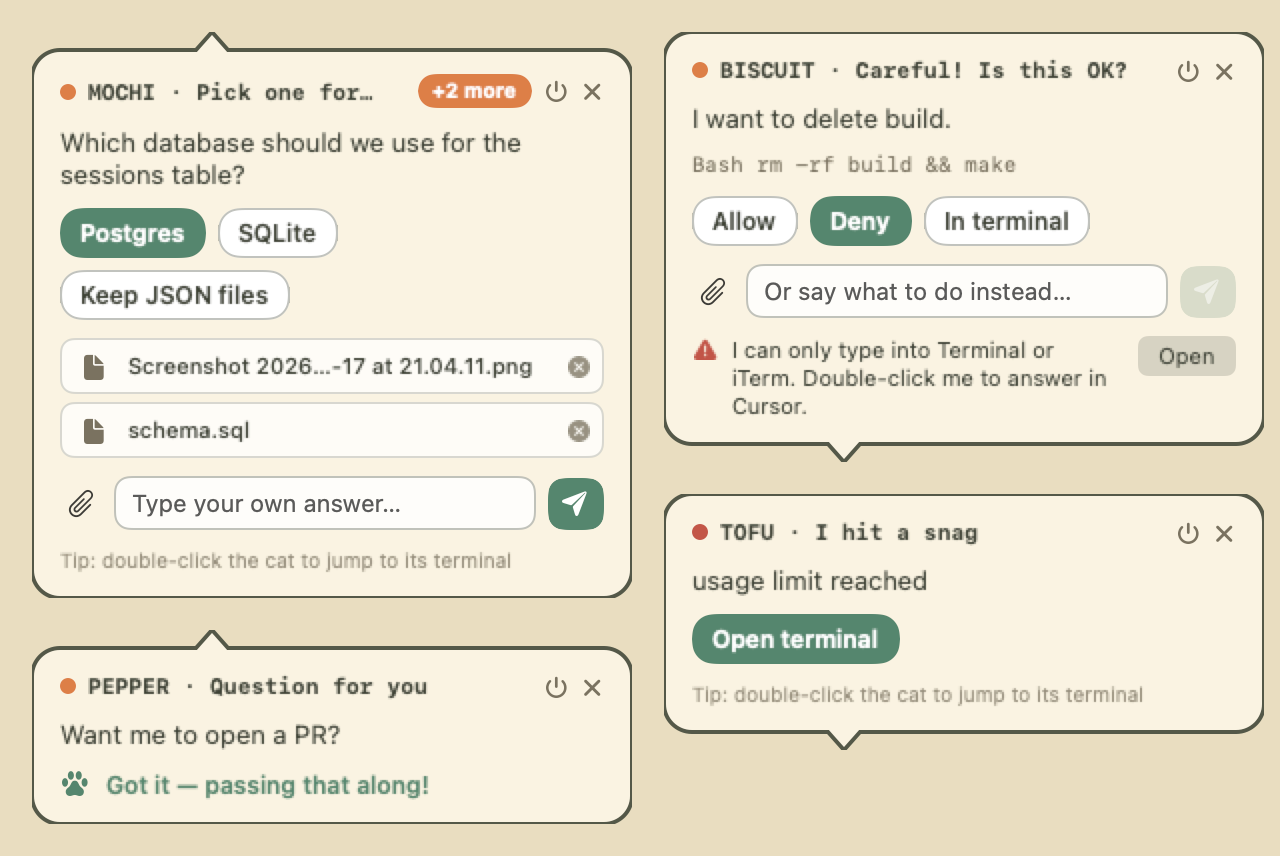 MOCHI · Pick one for…
+2 more
Which database should we use for the
sessions table?
Postgres
SQLite
Keep JSON files
Screenshot 2026...-17 at 21.04.11.png
schema.sql
Type your own answer...
Tip: double-click the cat to jump to its terminal
PEPPER · Question for you
Want me to open a PR?
Got it — passing that along!
BISCUIT · Careful! Is this OK?
I want to delete build.
Bash rm -rf build && make
Allow
Deny
In terminal
Or say what to do instead...
I can only type into Terminal or
iTerm. Double-click me to answer in
Cursor.
Open
TOFU · I hit a snag
usage limit reached
Open terminal
Tip: double-click the cat to jump to its terminal